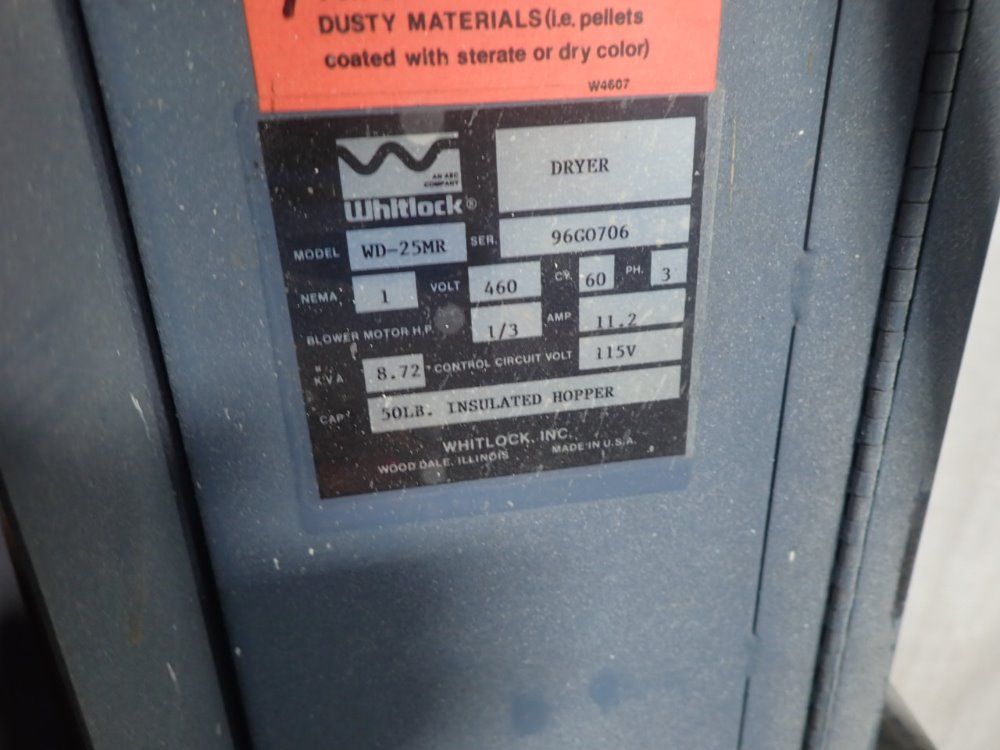 DUSTY MATERIALS (i.e. pellets
coated with sterate or dry color)
W4607
AN AEC
COMPANY
Whitlock®
DRYER
MODEL WD-25MR SER. 96G0706
NEMA 1 VOLT 460 CY. 60 PH. 3
BLOWER MOTOR H.P. 1/3 AMP 11.2
KVA 8.72 CONTROL CIRCUIT VOLT 115V
CAP 50LB. INSULATED HOPPER
WHITLOCK, INC.
WOOD DALE, ILLINOIS MADE IN U.S.A.